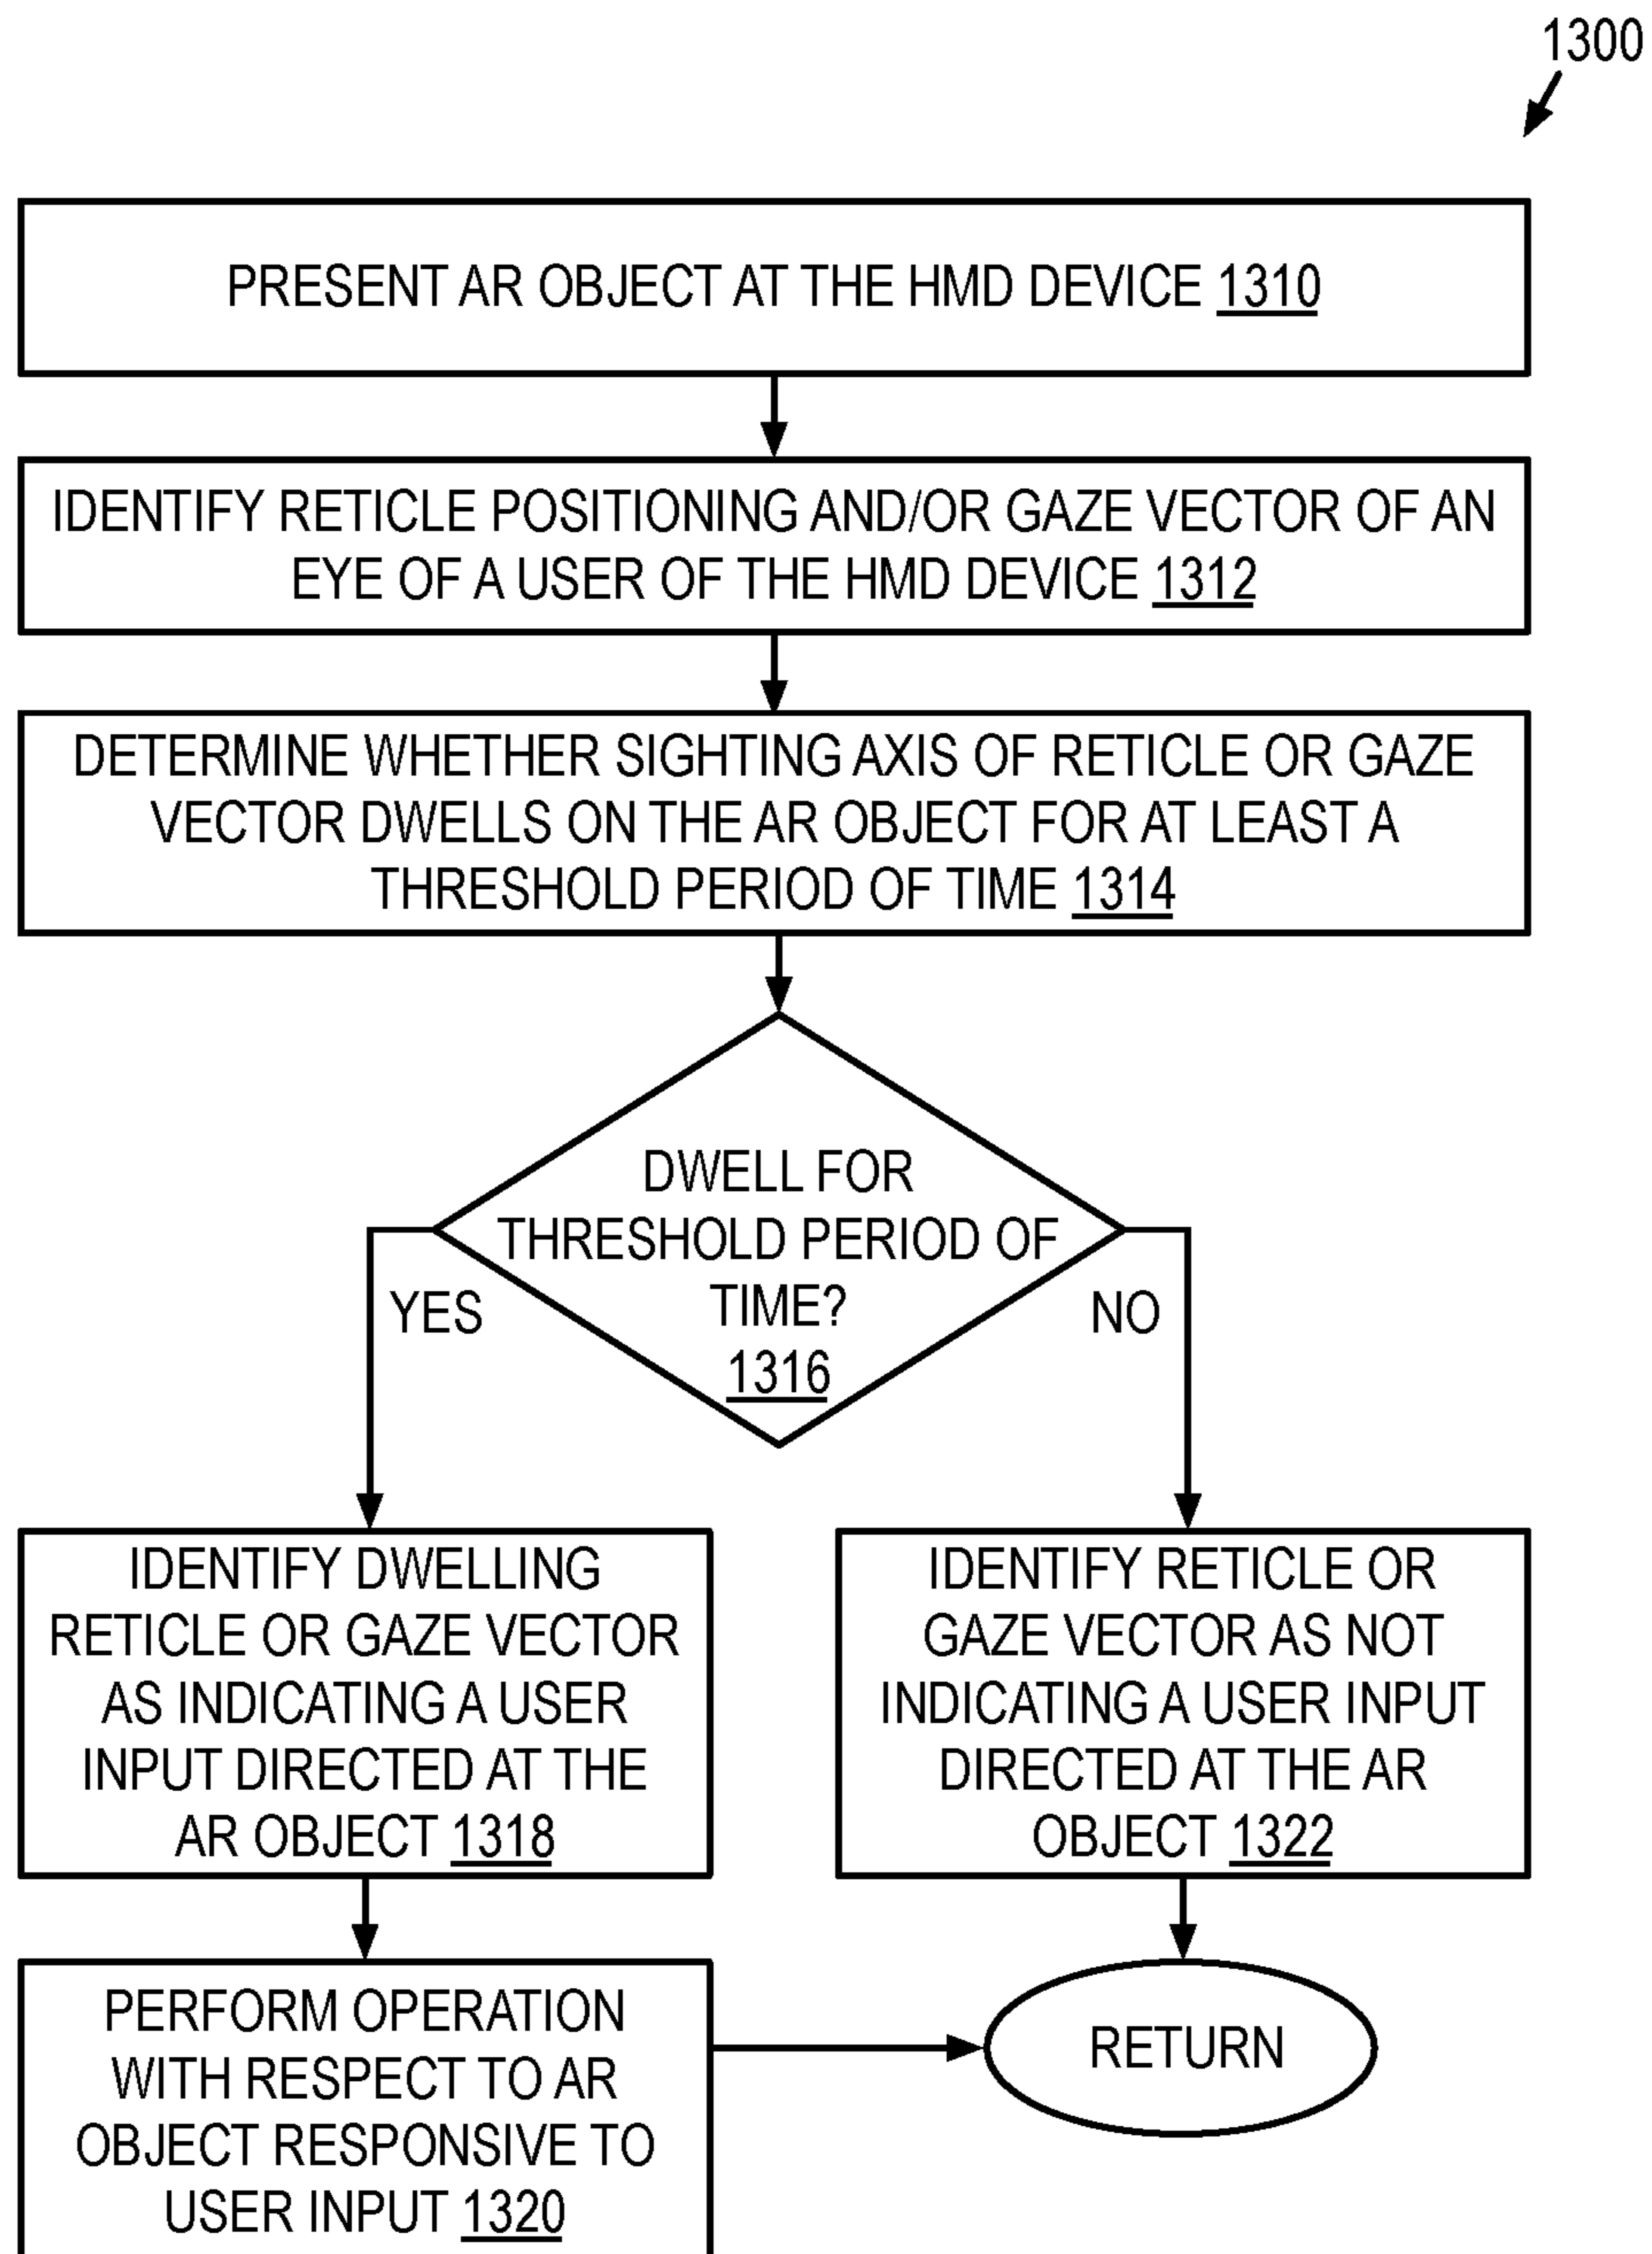 1300
PRESENT AR OBJECT AT THE HMD DEVICE 1310
IDENTIFY RETICLE POSITIONING AND/OR GAZE VECTOR OF AN
EYE OF A USER OF THE HMD DEVICE 1312
DETERMINE WHETHER SIGHTING AXIS OF RETICLE OR GAZE
VECTOR DWELLS ON THE AR OBJECT FOR AT LEAST A
THRESHOLD PERIOD OF TIME 1314
DWELL FOR
THRESHOLD PERIOD OF
TIME?
1316
YES
NO
IDENTIFY DWELLING
RETICLE OR GAZE VECTOR
AS INDICATING A USER
INPUT DIRECTED AT THE
AR OBJECT 1318
IDENTIFY RETICLE OR
GAZE VECTOR AS NOT
INDICATING A USER INPUT
DIRECTED AT THE AR
OBJECT 1322
PERFORM OPERATION
WITH RESPECT TO AR
OBJECT RESPONSIVE TO
USER INPUT 1320
RETURN